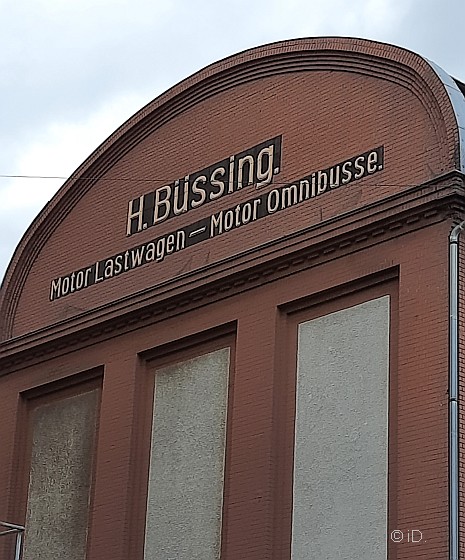 H. Büssing.
Motor Lastwagen — Motor Omnibusse.
© iD